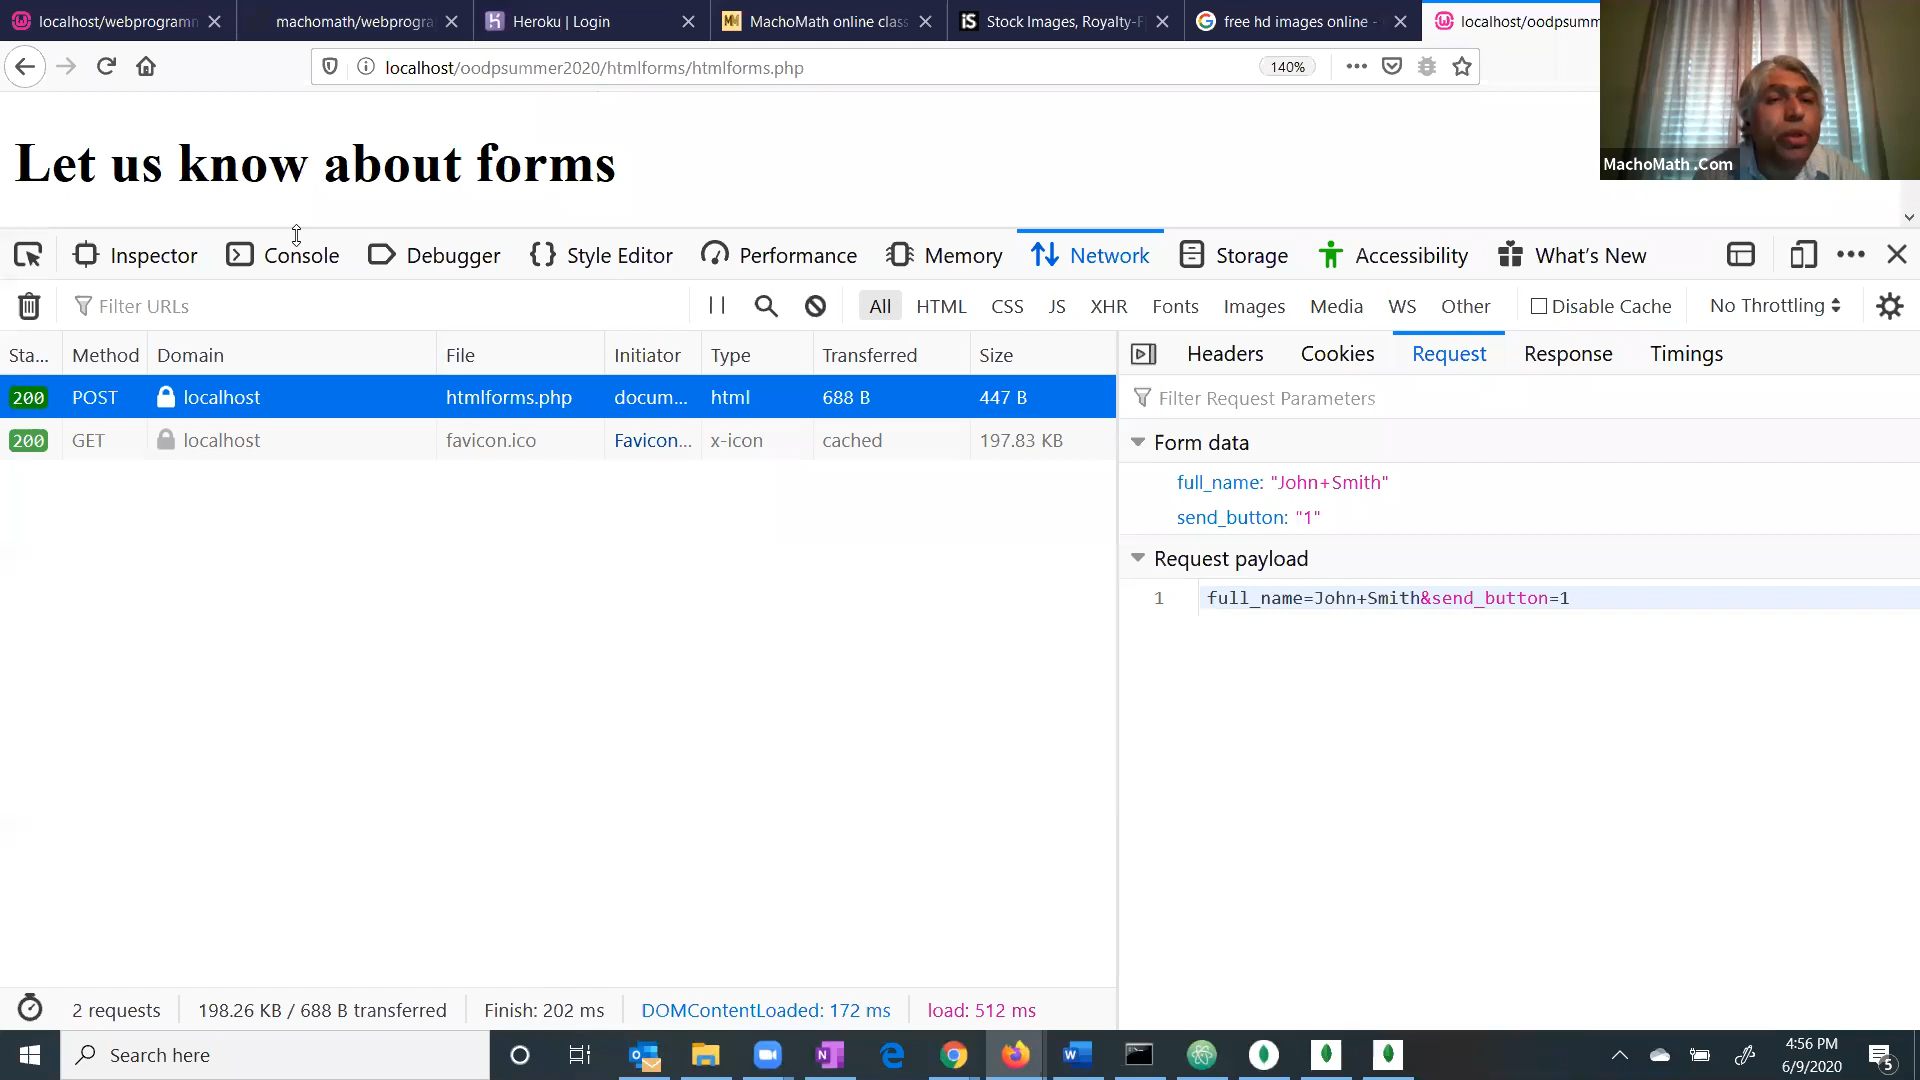 localhost/webprogramn
machomath/webprogra
Heroku | Login
MachoMath online class
Stock Images, Royalty-F
free hd images online -
localhost/oodpsumm
localhost/oodpsummer2020/htmlforms/htmlforms.php
140%
MachoMath .Com
Let us know about forms
Inspector
Console
Debugger
Style Editor
Performance
Memory
Network
Storage
Accessibility
What's New
Filter URLs
All
HTML
CSS
JS
XHR
Fonts
Images
Media
WS
Other
Disable Cache
No Throttling
Sta... Method Domain File Initiator Type Transferred Size
200 POST localhost htmlforms.php docum... html 688 B 447 B
200 GET localhost favicon.ico Favicon... x-icon cached 197.83 KB
Headers
Cookies
Request
Response
Timings
Filter Request Parameters
Form data
full_name: "John+Smith"
send_button: "1"
Request payload
1 full_name=John+Smith&send_button=1
2 requests
198.26 KB / 688 B transferred
Finish: 202 ms
DOMContentLoaded: 172 ms
load: 512 ms
Search here
4:56 PM
6/9/2020
5